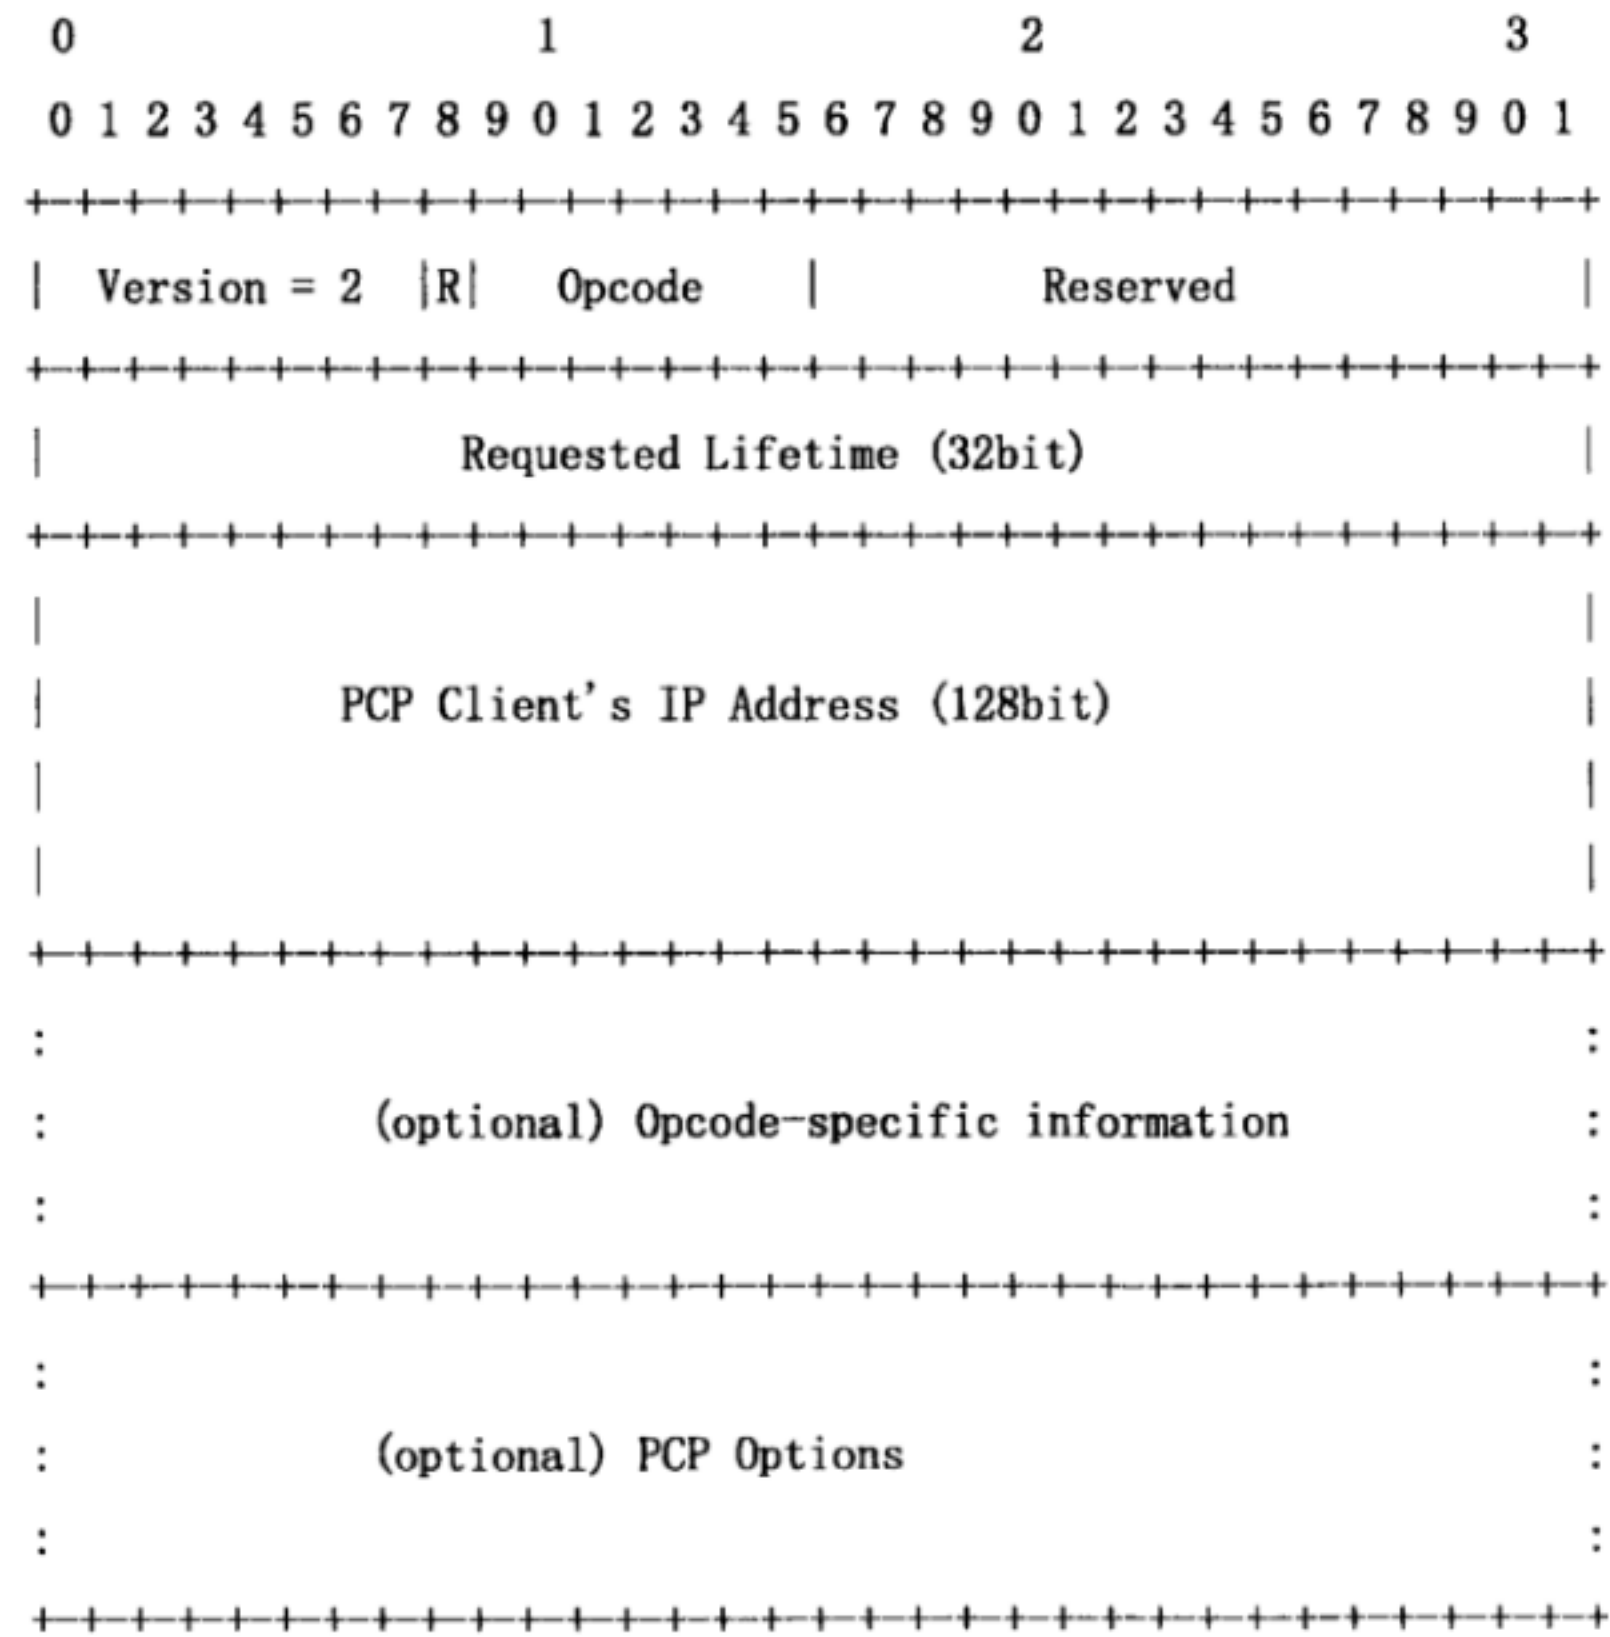 0 1 2 3
0 1 2 3 4 5 6 7 8 9 0 1 2 3 4 5 6 7 8 9 0 1 2 3 4 5 6 7 8 9 0 1
+-+-+-+-+-+-+-+-+-+-+-+-+-+-+-+-+-+-+-+-+-+-+-+-+-+-+-+-+-+-+-+-+
| Version = 2 |R| Opcode | Reserved |
+-+-+-+-+-+-+-+-+-+-+-+-+-+-+-+-+-+-+-+-+-+-+-+-+-+-+-+-+-+-+-+-+
| Requested Lifetime (32bit) |
+-+-+-+-+-+-+-+-+-+-+-+-+-+-+-+-+-+-+-+-+-+-+-+-+-+-+-+-+-+-+-+-+
| |
| PCP Client's IP Address (128bit) |
| |
| |
+-+-+-+-+-+-+-+-+-+-+-+-+-+-+-+-+-+-+-+-+-+-+-+-+-+-+-+-+-+-+-+-+
: :
: (optional) Opcode-specific information :
: :
+-+-+-+-+-+-+-+-+-+-+-+-+-+-+-+-+-+-+-+-+-+-+-+-+-+-+-+-+-+-+-+-+
: :
: (optional) PCP Options :
: :
+-+-+-+-+-+-+-+-+-+-+-+-+-+-+-+-+-+-+-+-+-+-+-+-+-+-+-+-+-+-+-+-+